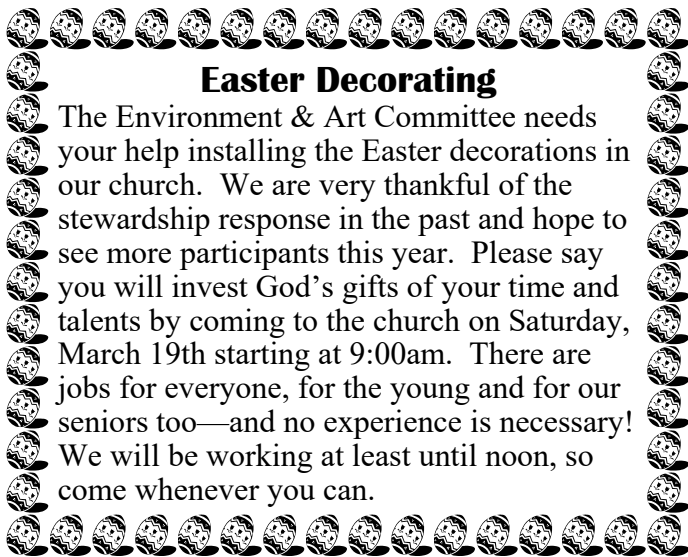 Easter Decorating
The Environment & Art Committee needs
your help installing the Easter decorations in
our church.  We are very thankful of the
stewardship response in the past and hope to
see more participants this year.  Please say
you will invest God’s gifts of your time and
talents by coming to the church on Saturday,
March 19th starting at 9:00am.  There are
jobs for everyone, for the young and for our
seniors too—and no experience is necessary!
We will be working at least until noon, so
come whenever you can.